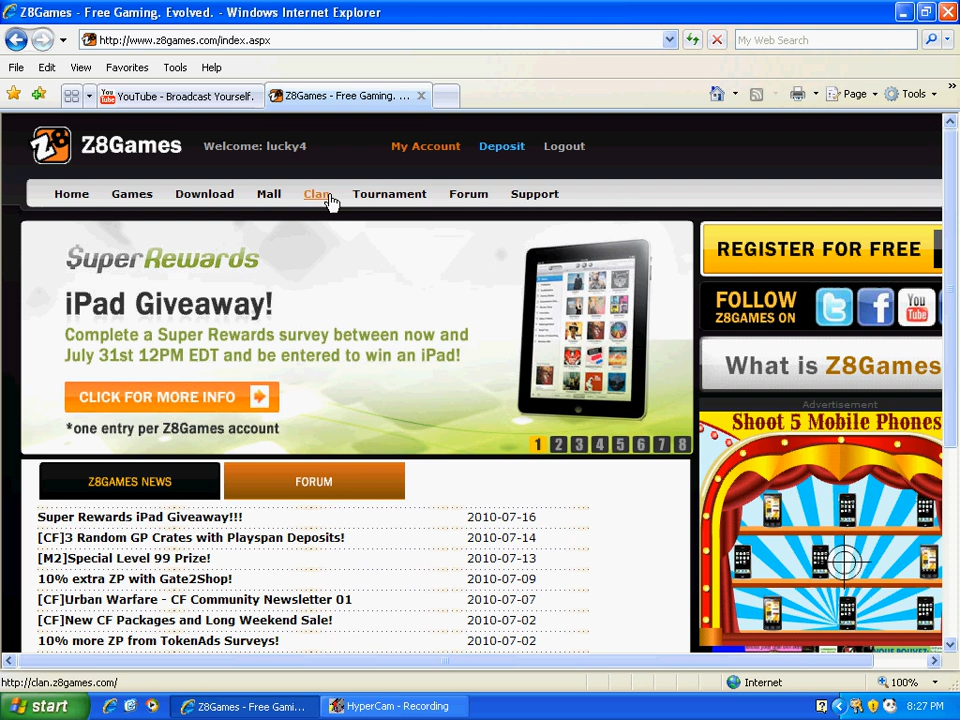 Z8Games - Free Gaming. Evolved. - Windows Internet Explorer
http://www.z8games.com/index.aspx
My Web Search
File Edit View Favorites Tools Help
YouTube - Broadcast Yourself.
Z8Games - Free Gaming. ...
Page Tools
Z8Games
Welcome: lucky4
My Account Deposit Logout
Home Games Download Mall Clan Tournament Forum Support
$uperRewards
iPad Giveaway!
Complete a Super Rewards survey between now and
July 31st 12PM EDT and be entered to win an iPad!
CLICK FOR MORE INFO
*one entry per Z8Games account
1 2 3 4 5 6 7 8
REGISTER FOR FREE
FOLLOW
Z8GAMES ON
You Tube
What is Z8Games
Advertisement
Shoot 5 Mobile Phones
Z8GAMES NEWS
FORUM
Super Rewards iPad Giveaway!!! 2010-07-16
[CF]3 Random GP Crates with Playspan Deposits! 2010-07-14
[M2]Special Level 99 Prize! 2010-07-13
10% extra ZP with Gate2Shop! 2010-07-09
[CF]Urban Warfare - CF Community Newsletter 01 2010-07-07
[CF]New CF Packages and Long Weekend Sale! 2010-07-02
10% more ZP from TokenAds Surveys! 2010-07-02
http://clan.z8games.com/
Internet
100%
start
Z8Games - Free Gami...
HyperCam - Recording
8:27 PM